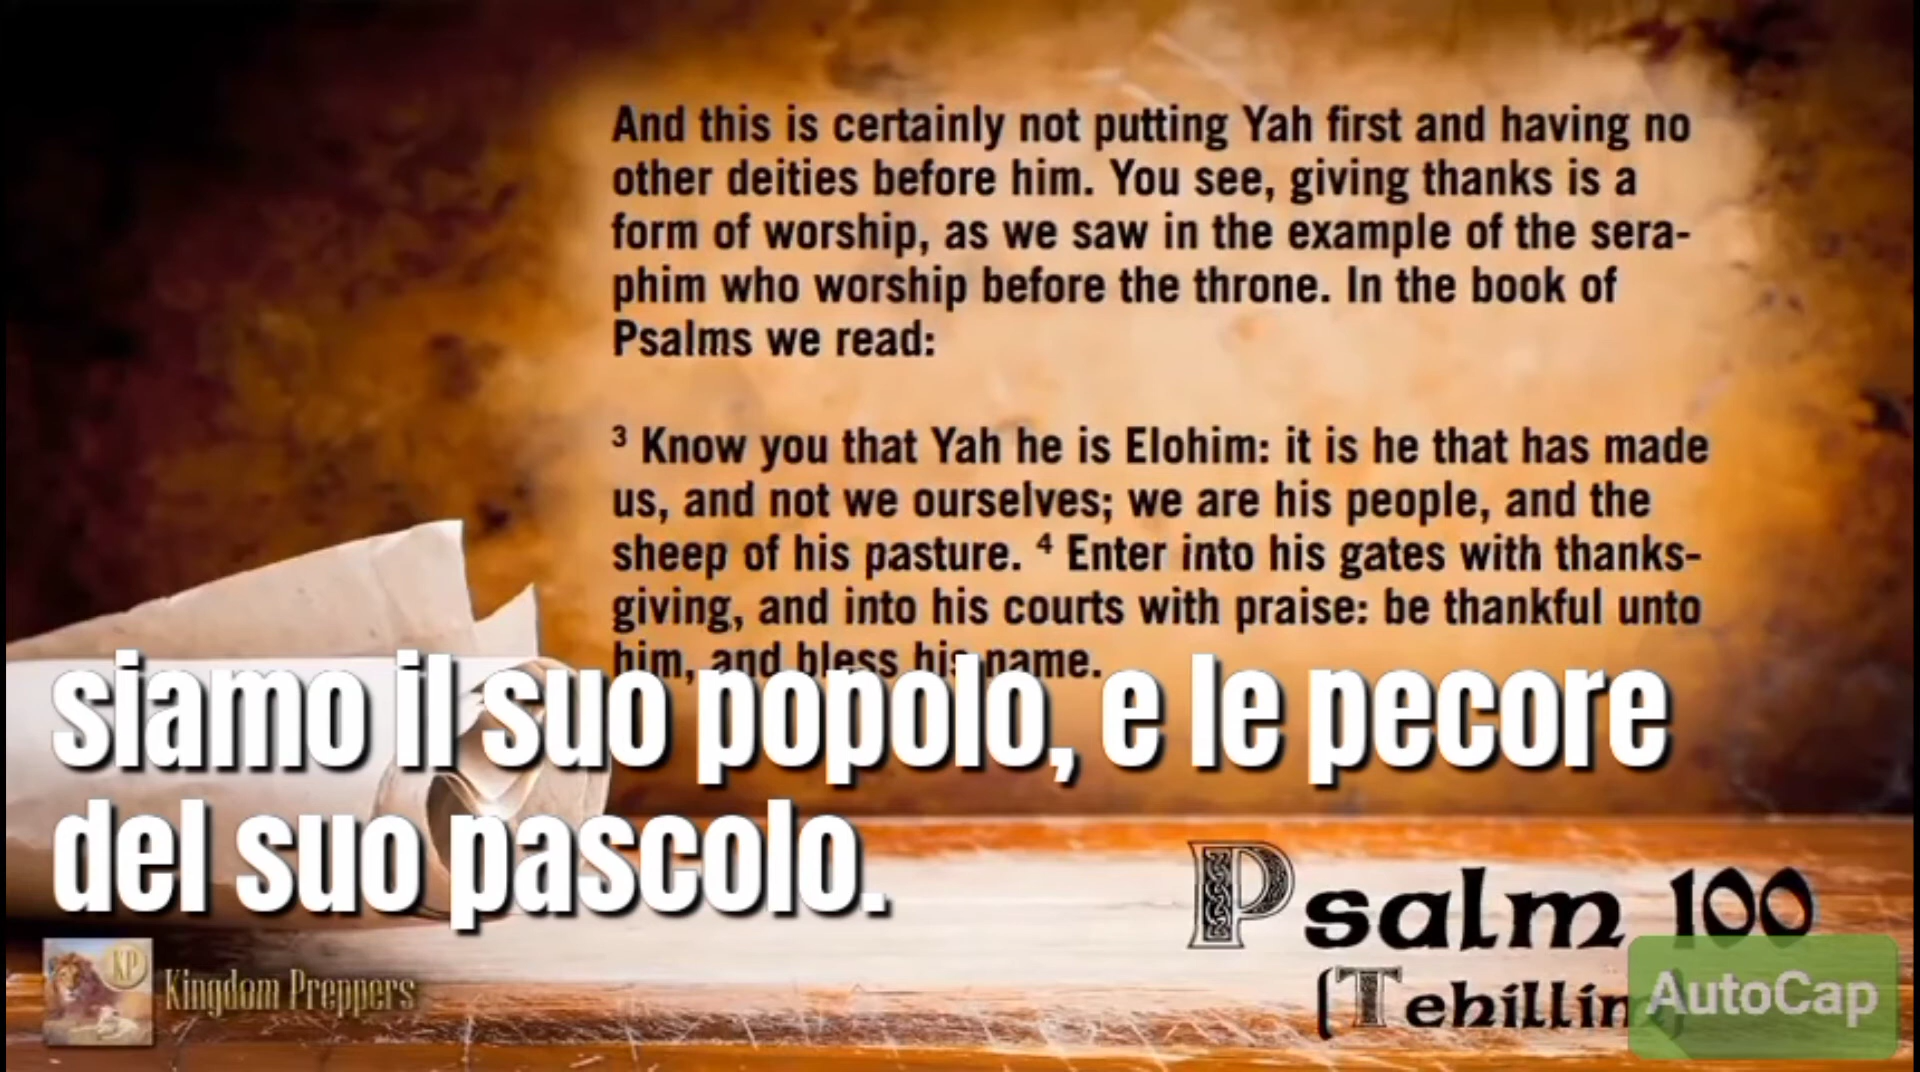 And this is certainly not putting Yah first and having no
other deities before him. You see, giving thanks is a
form of worship, as we saw in the example of the sera-
phim who worship before the throne. In the book of
Psalms we read:
3 Know you that Yah he is Elohim: it is he that has made
us, and not we ourselves; we are his people, and the
sheep of his pasture. 4 Enter into his gates with thanks-
giving, and into his courts with praise: be thankful unto
him, and bless his name.
siamo il suo popolo, e le pecore
del suo pascolo.
Psalm 100
(Tehillim)
KP
Kingdom Preppers
AutoCap